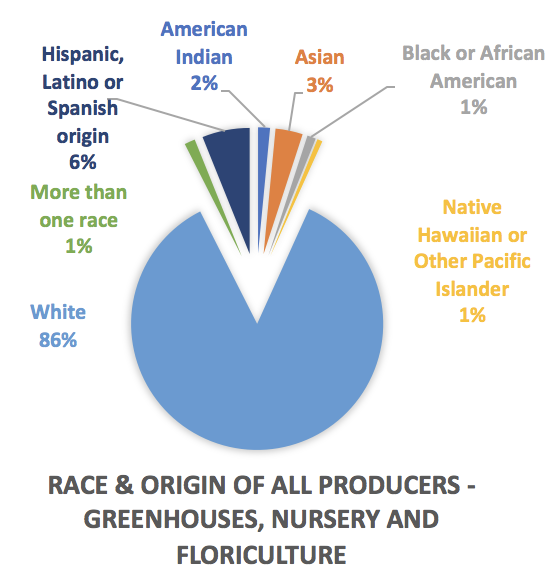 American
Indian
2%
Asian
3%
Black or African
American
1%
Native
Hawaiian or
Other Pacific
Islander
1%
White
86%
More than
one race
1%
Hispanic,
Latino or
Spanish
origin
6%
RACE & ORIGIN OF ALL PRODUCERS -
GREENHOUSES, NURSERY AND
FLORICULTURE